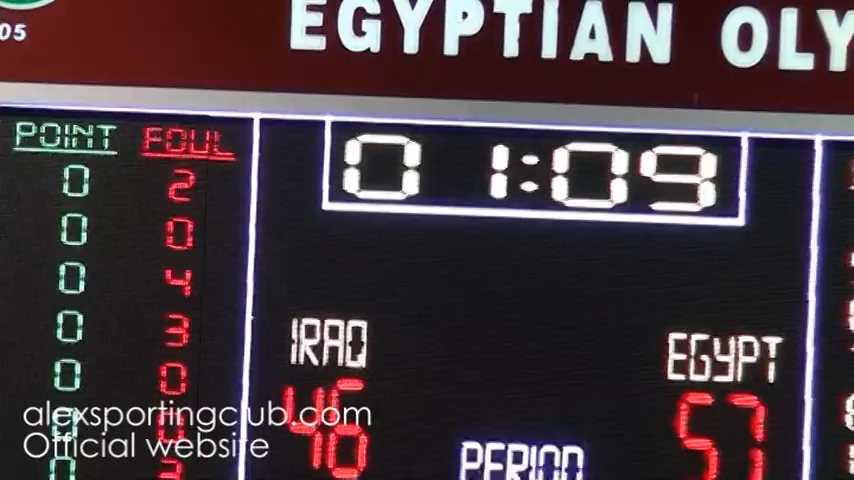 05
EGYPTIAN OLY
POINT FOUL
01:09
0 2
0 0
0 4
0 3
0 0
IRAQ EGYPT
46 57
PERIOD
alexsportingclub.com
Official website